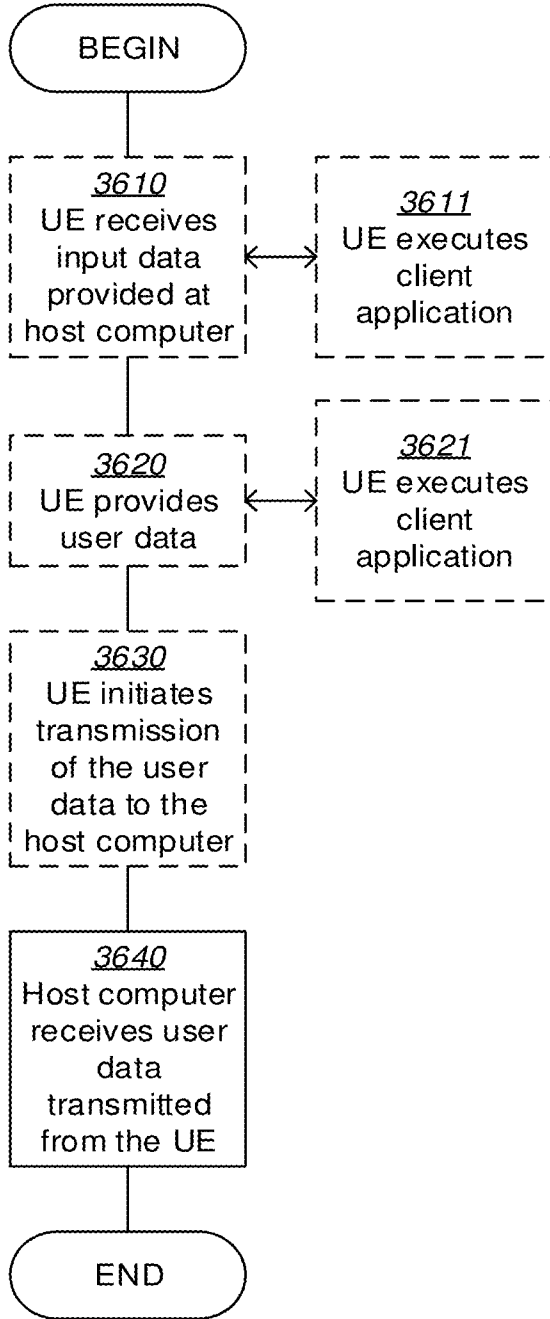 BEGIN
3610
UE receives
input data
provided at
host computer
3611
UE executes
client
application
3620
UE provides
user data
3621
UE executes
client
application
3630
UE initiates
transmission
of the user
data to the
host computer
3640
Host computer
receives user
data
transmitted
from the UE
END